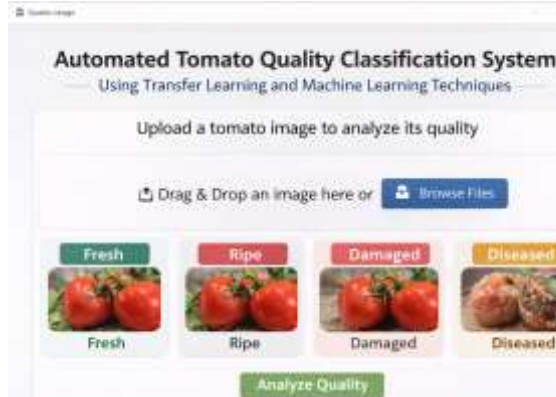 Automated Tomato Quality Classification System
Using Transfer Learning and Machine Learning Techniques
Upload a tomato image to analyze its quality
Drag & Drop an image here or Browse Files
Fresh Ripe Damaged Diseased
Fresh Ripe Damaged Diseased
Analyze Quality